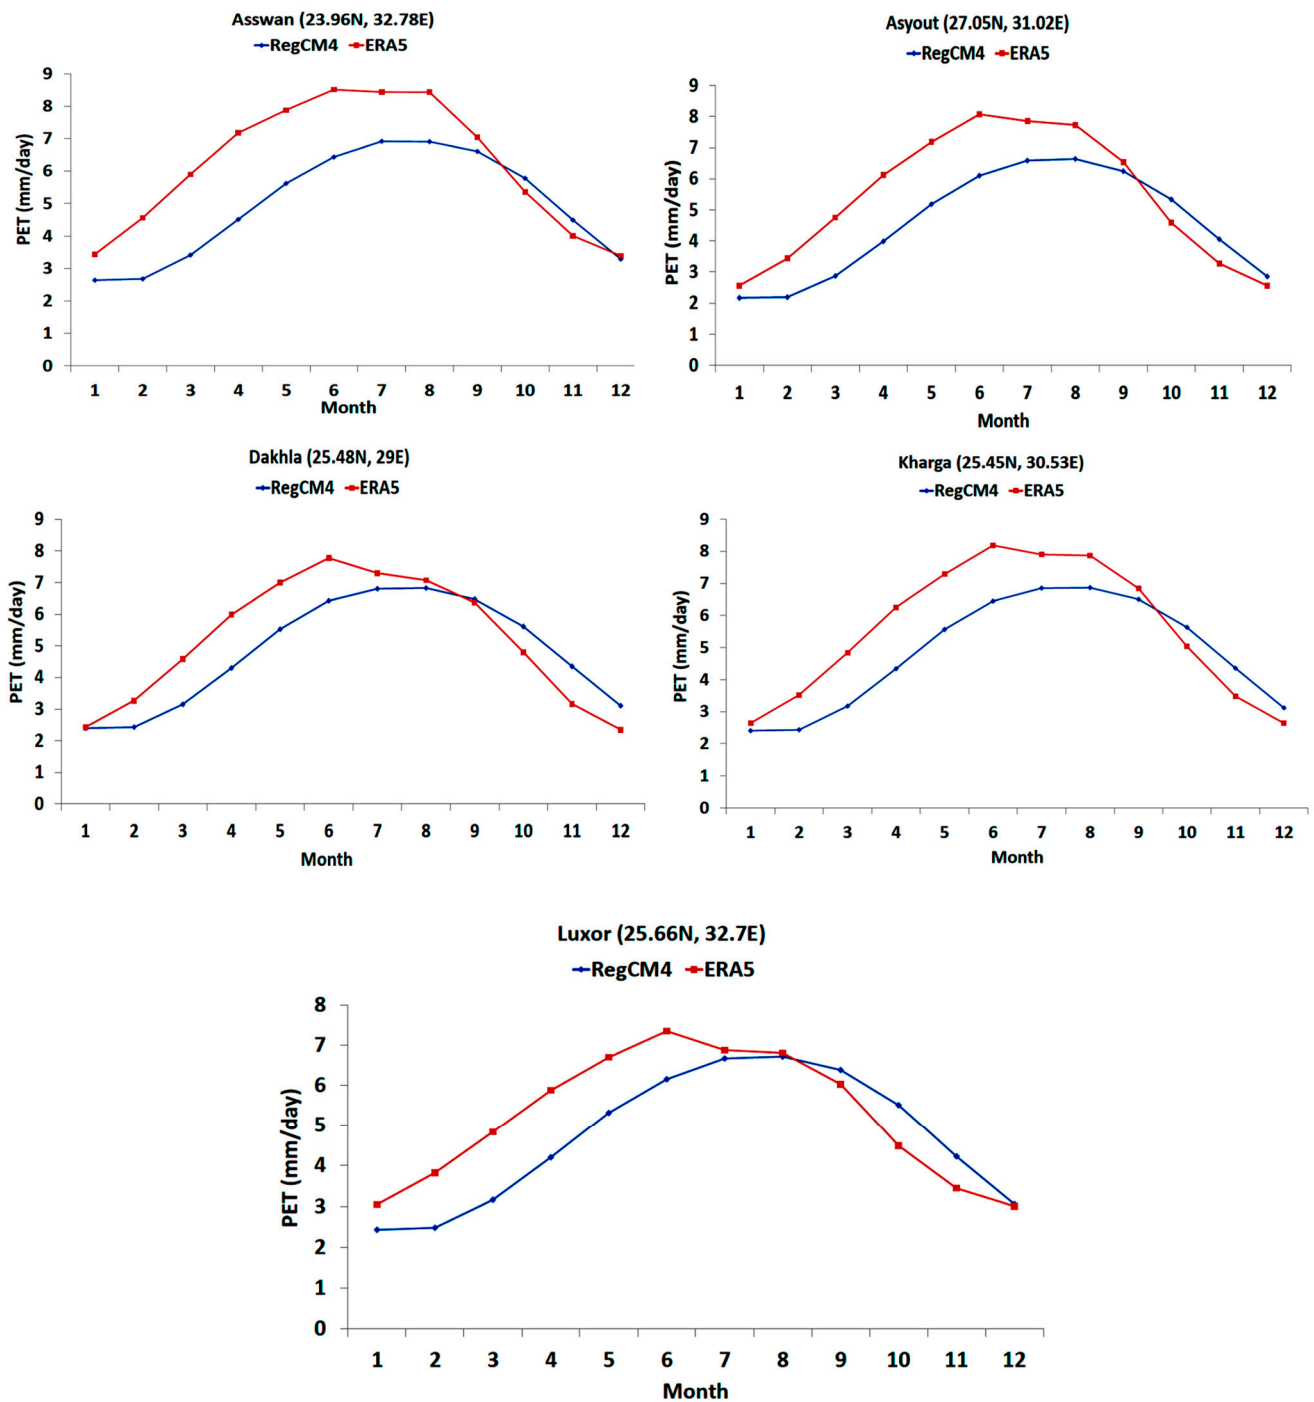 Asswan (23.96N, 32.78E)
RegCM4 ERA5
9
8
7
6
5
4
3
2
1
0
PET (mm/day)
1 2 3 4 5 6 7 8 9 10 11 12
Month
Asyout (27.05N, 31.02E)
RegCM4 ERA5
9
8
7
6
5
4
3
2
1
0
PET (mm/day)
1 2 3 4 5 6 7 8 9 10 11 12
Month
Dakhla (25.48N, 29E)
RegCM4 ERA5
9
8
7
6
5
4
3
2
1
0
PET (mm/day)
1 2 3 4 5 6 7 8 9 10 11 12
Month
Kharga (25.45N, 30.53E)
RegCM4 ERA5
9
8
7
6
5
4
3
2
1
0
PET (mm/day)
1 2 3 4 5 6 7 8 9 10 11 12
Month
Luxor (25.66N, 32.7E)
RegCM4 ERA5
8
7
6
5
4
3
2
1
0
PET (mm/day)
1 2 3 4 5 6 7 8 9 10 11 12
Month